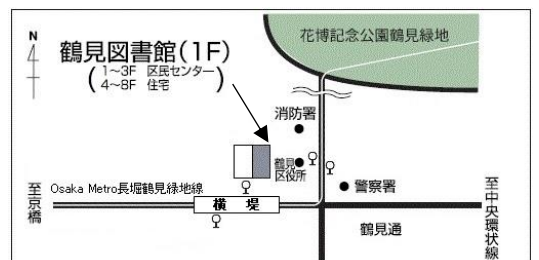 N
花博記念公園鶴見緑地
鶴見図書館(1F)
(1~3F 区民センター
4~8F 住宅)
消防署
鶴見
区役所
警察署
Osaka Metro長堀鶴見緑地線
至京橋
横堤
鶴見通
至中央環状線